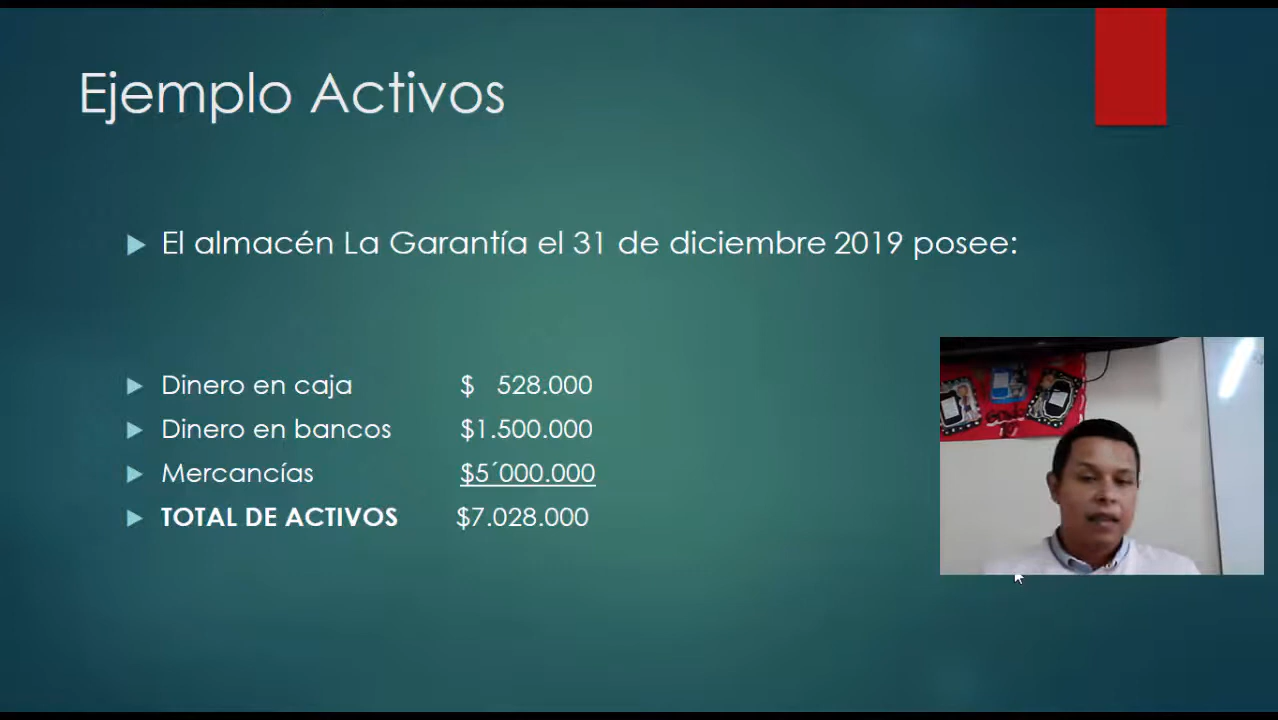 Ejemplo Activos
El almacén La Garantía el 31 de diciembre 2019 posee:
Dinero en caja $ 528.000
Dinero en bancos $1.500.000
Mercancías $5´000.000
TOTAL DE ACTIVOS $7.028.000